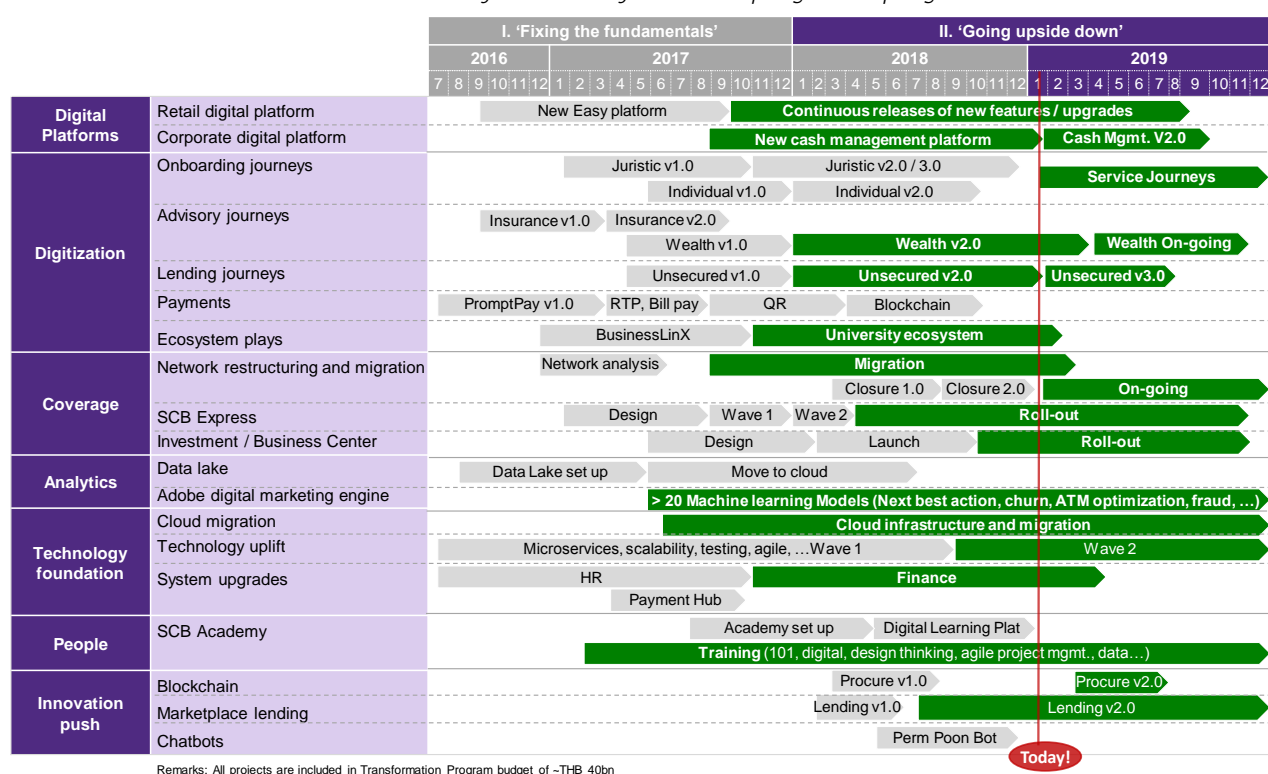 I. 'Fixing the fundamentals' II. 'Going upside down'
2016 2017 2018 2019
7 8 9 10 11 12 1 2 3 4 5 6 7 8 9 10 11 12 1 2 3 4 5 6 7 8 9 10 11 12 1 2 3 4 5 6 7 8 9 10 11 12
Digital Platforms
Retail digital platform New Easy platform Continuous releases of new features / upgrades
Corporate digital platform New cash management platform Cash Mgmt. V2.0
Digitization
Onboarding journeys Juristic v1.0 Juristic v2.0 / 3.0 Service Journeys
Individual v1.0 Individual v2.0
Advisory journeys Insurance v1.0 Insurance v2.0
Wealth v1.0 Wealth v2.0 Wealth On-going
Lending journeys Unsecured v1.0 Unsecured v2.0 Unsecured v3.0
Payments PromptPay v1.0 RTP, Bill pay QR Blockchain
Ecosystem plays BusinessLinX University ecosystem
Coverage
Network restructuring and migration Network analysis Migration
Closure 1.0 Closure 2.0 On-going
SCB Express Design Wave 1 Wave 2 Roll-out
Investment / Business Center Design Launch Roll-out
Analytics
Data lake Data Lake set up Move to cloud
Adobe digital marketing engine > 20 Machine learning Models (Next best action, churn, ATM optimization, fraud, …)
Technology foundation
Cloud migration Cloud infrastructure and migration
Technology uplift Microservices, scalability, testing, agile, …Wave 1 Wave 2
System upgrades HR Finance
Payment Hub
People
SCB Academy Academy set up Digital Learning Plat
Training (101, digital, design thinking, agile project mgmt., data…)
Innovation push
Blockchain Procure v1.0 Procure v2.0
Marketplace lending Lending v1.0 Lending v2.0
Chatbots Perm Poon Bot
Today!
Remarks: All projects are included in Transformation Program budget of ~THB 40bn